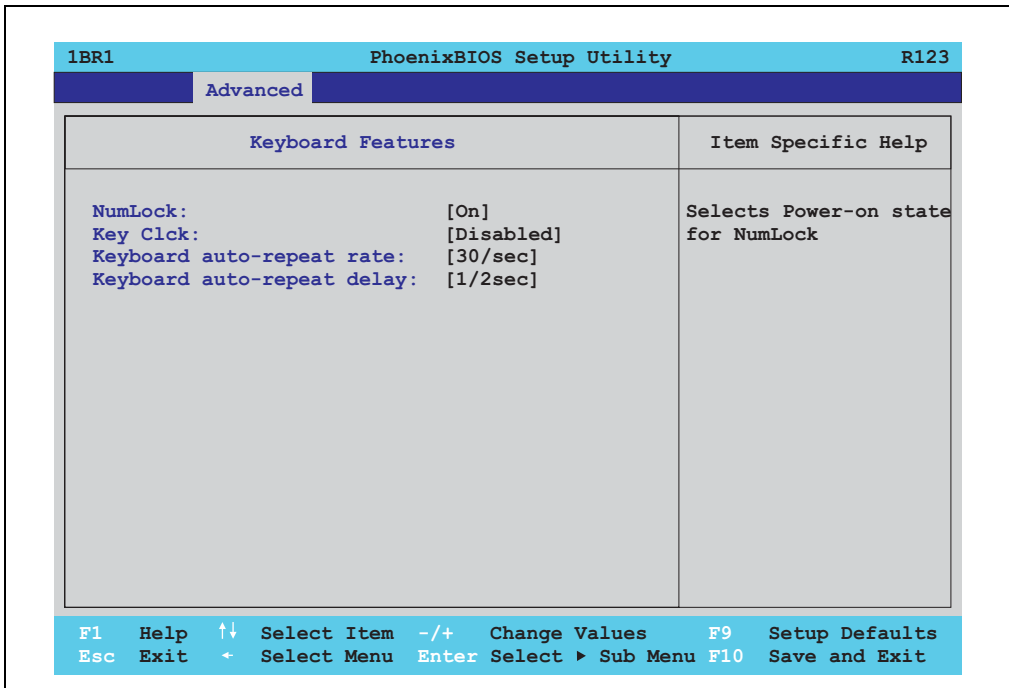 1BR1 PhoenixBIOS Setup Utility R123
Advanced
Keyboard Features
Item Specific Help
NumLock: [On]
Key Clck: [Disabled]
Keyboard auto-repeat rate: [30/sec]
Keyboard auto-repeat delay: [1/2sec]
Selects Power-on state
for NumLock
F1 Help ↑↓ Select Item -/+ Change Values F9 Setup Defaults
Esc Exit ← Select Menu Enter Select ▶ Sub Menu F10 Save and Exit